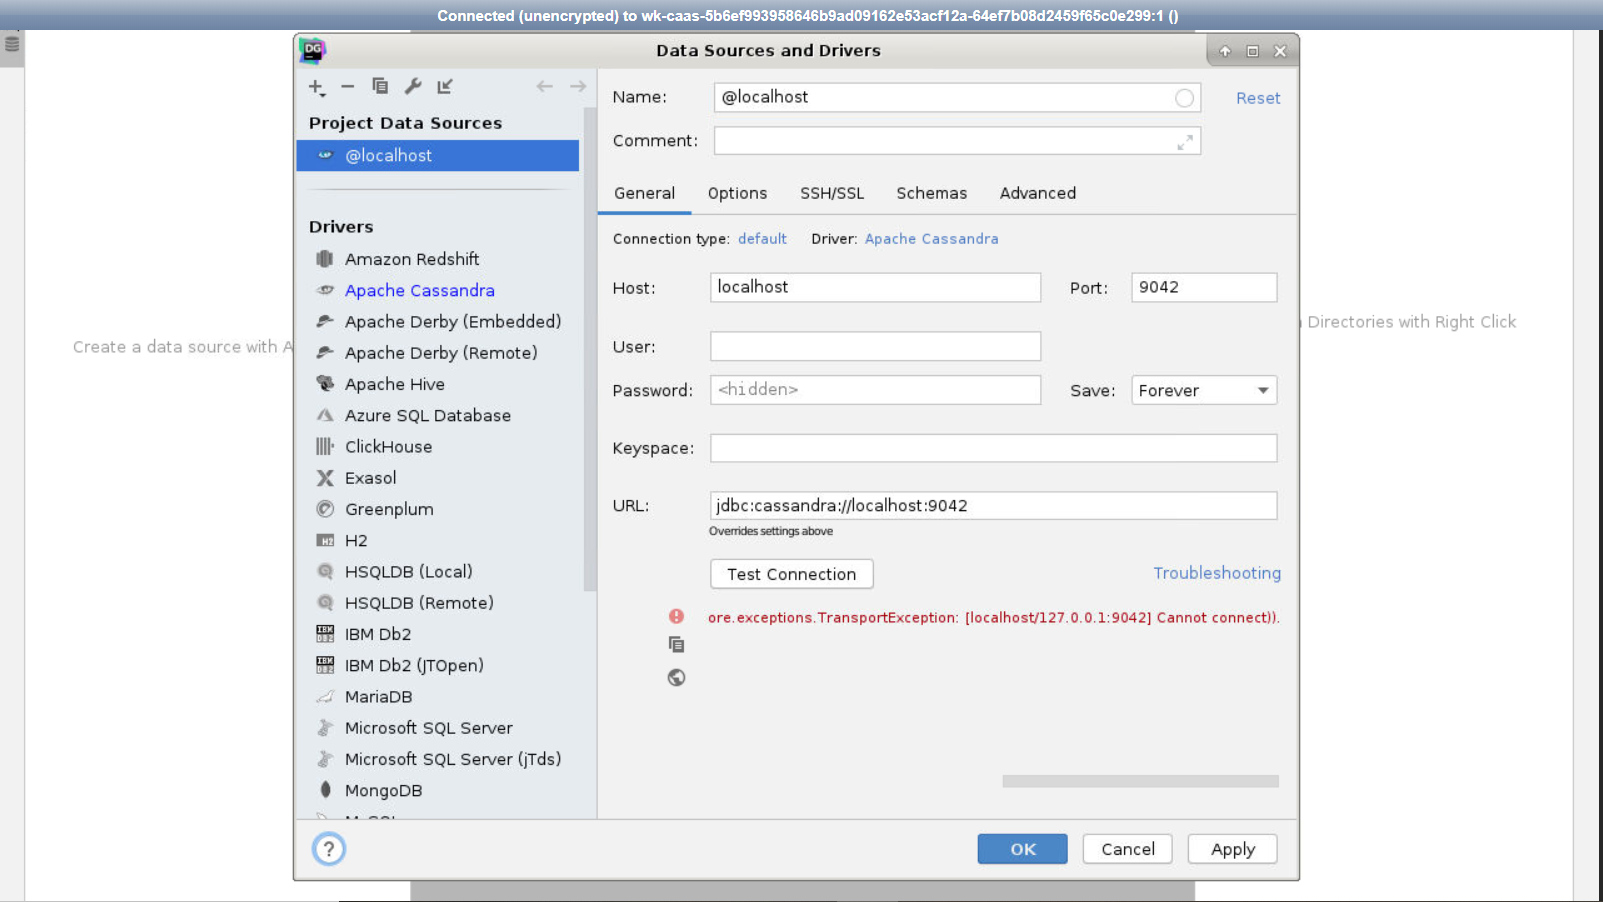 Connected (unencrypted) to wk-caas-5b6ef993958646b9ad09162e53acf12a-64ef7b08d2459f65c0e299:1 ()
DG
Data Sources and Drivers
Name: @localhost Reset
Project Data Sources
Comment:
@localhost
General Options SSH/SSL Schemas Advanced
Connection type: default Driver: Apache Cassandra
Drivers
Amazon Redshift
Apache Cassandra
Apache Derby (Embedded)
Apache Derby (Remote)
Apache Hive
Azure SQL Database
ClickHouse
Exasol
Greenplum
H2 H2
HSQLDB (Local)
HSQLDB (Remote)
IBM Db2
IBM Db2 (JTOpen)
MariaDB
Microsoft SQL Server
Microsoft SQL Server (jTds)
MongoDB
Host: localhost Port: 9042
User:
Password: <hidden> Save: Forever
Keyspace:
URL: jdbc:cassandra://localhost:9042
Overrides settings above
Test Connection Troubleshooting
ore.exceptions.TransportException: [localhost/127.0.0.1:9042] Cannot connect)).
? OK Cancel Apply
Create a data source with A
Directories with Right Click